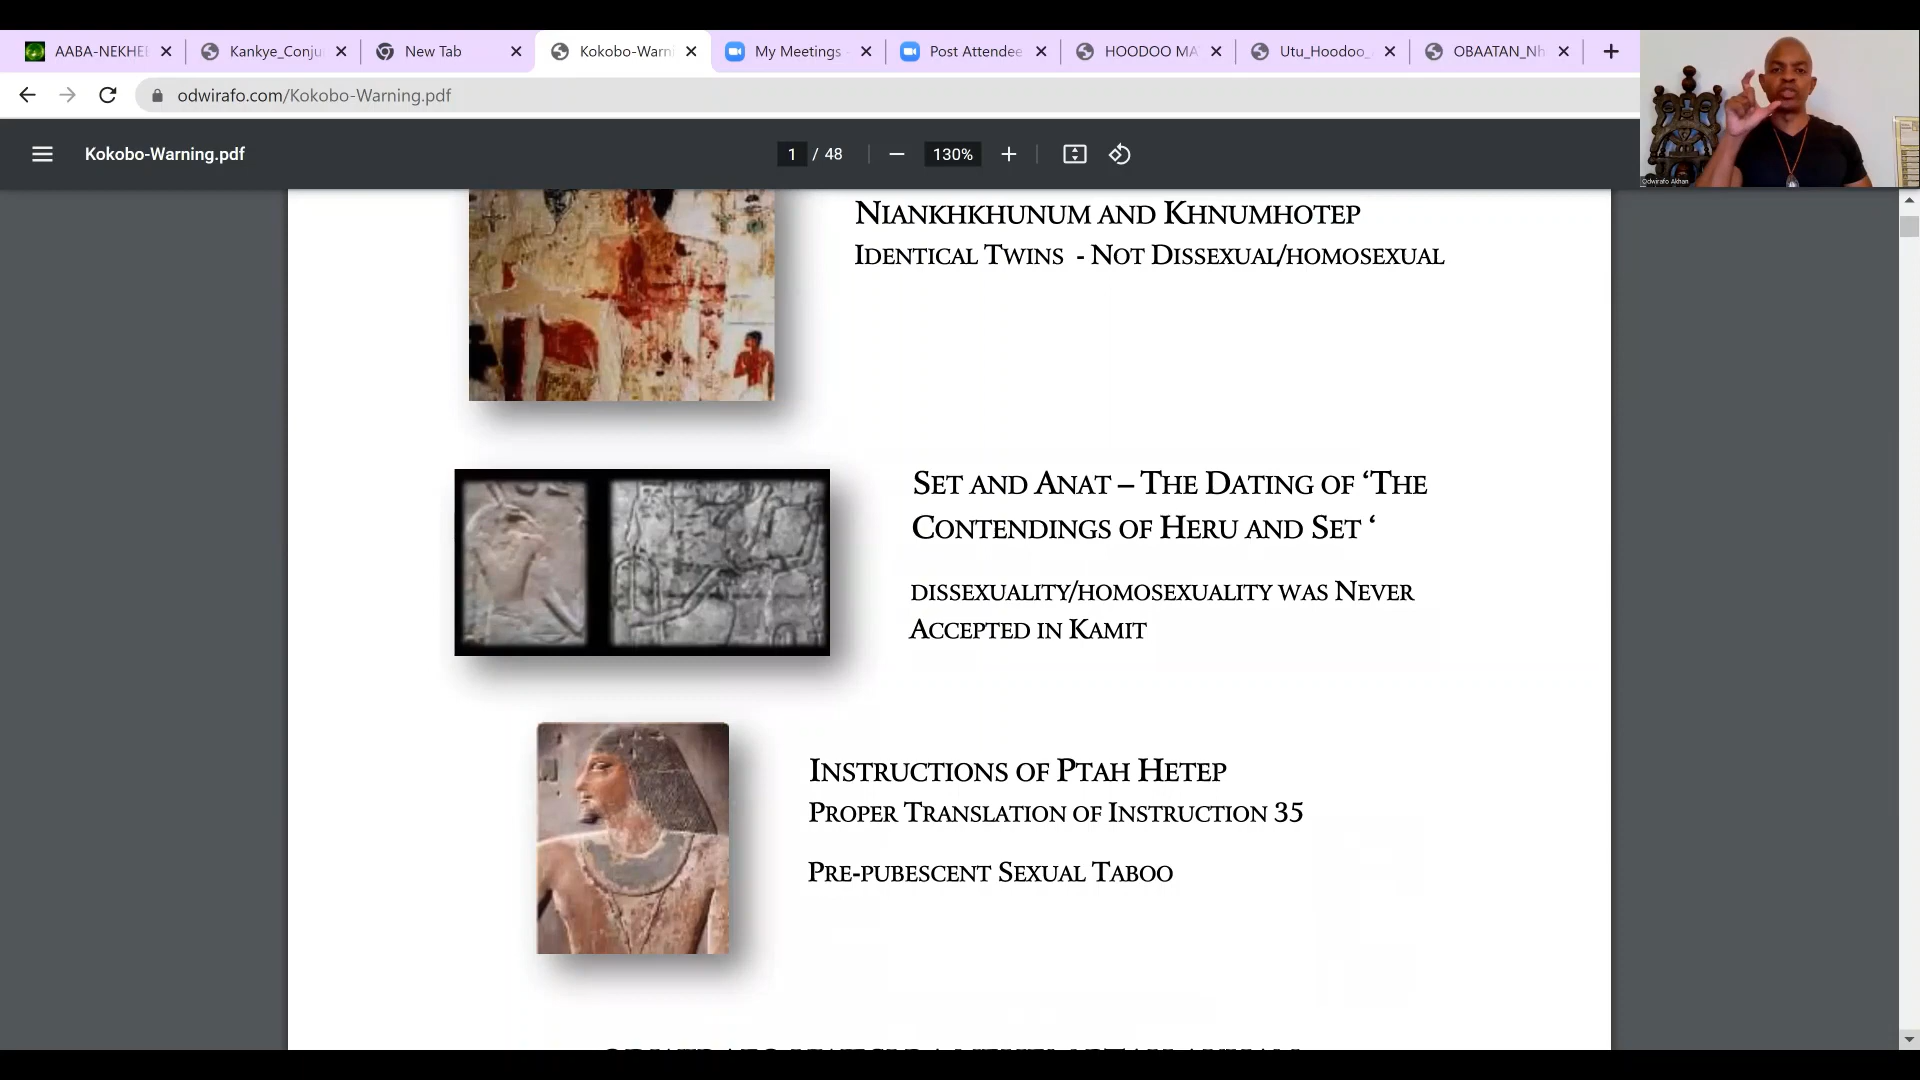 AABA-NEKHE
Kankye_Conju
New Tab
Kokobo-Warni
My Meetings
Post Attendee
HOODOO MA
Utu_Hoodoo_
OBAATAN_Nh
odwirafo.com/Kokobo-Warning.pdf
Kokobo-Warning.pdf
1 / 48
130%
Odwirafo Akhan
NIANKHKHUNUM AND KHNUMHOTEP
IDENTICAL TWINS - NOT DISSEXUAL/HOMOSEXUAL
SET AND ANAT – THE DATING OF ‘THE
CONTENDINGS OF HERU AND SET ‘
DISSEXUALITY/HOMOSEXUALITY WAS NEVER
ACCEPTED IN KAMIT
INSTRUCTIONS OF PTAH HETEP
PROPER TRANSLATION OF INSTRUCTION 35
PRE-PUBESCENT SEXUAL TABOO